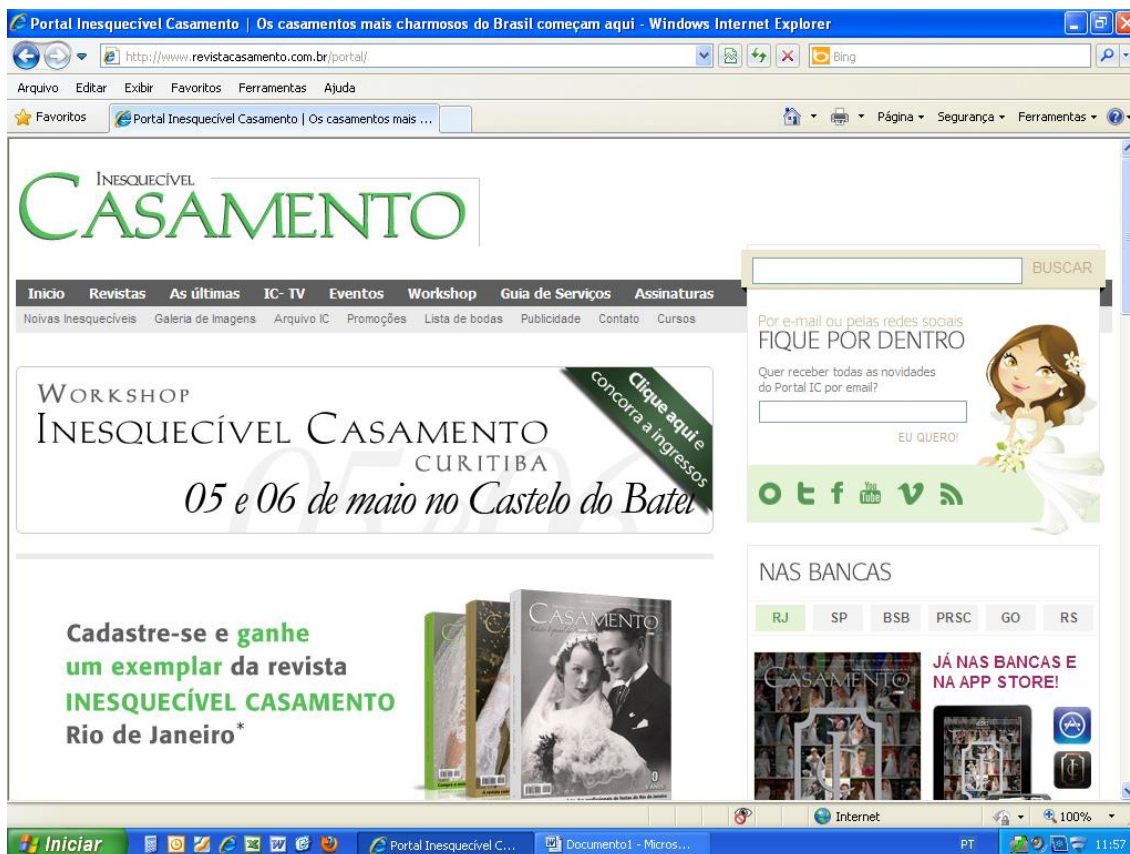 Portal Inesquecível Casamento | Os casamentos mais charmosos do Brasil começam aqui - Windows Internet Explorer
http://www.revistacasamento.com.br/portal/
Bing
Arquivo Editar Exibir Favoritos Ferramentas Ajuda
Favoritos
Portal Inesquecível Casamento | Os casamentos mais ...
Página Segurança Ferramentas
INESQUECÍVEL
CASAMENTO
BUSCAR
Inicio Revistas As últimas IC- TV Eventos Workshop Guia de Serviços Assinaturas
Noivas Inesquecíveis Galeria de Imagens Arquivo IC Promoções Lista de bodas Publicidade Contato Cursos
Por e-mail ou pelas redes sociais
FIQUE POR DENTRO
Quer receber todas as novidades
do Portal IC por email?
EU QUERO!
You
Tube
WORKSHOP
INESQUECÍVEL CASAMENTO
CURITIBA
05 e 06 de maio no Castelo do Batel
05 e 06
Clique aqui e
concorra a ingressos
NAS BANCAS
RJ SP BSB PRSC GO RS
Cadastre-se e ganhe
um exemplar da revista
INESQUECÍVEL CASAMENTO
Rio de Janeiro*
CASAMENTO
CASAMENTO
JÁ NAS BANCAS E
NA APP STORE!
Internet
100%
Iniciar
Portal Inesquecível C...
Documento1 - Micros...
PT
11:57